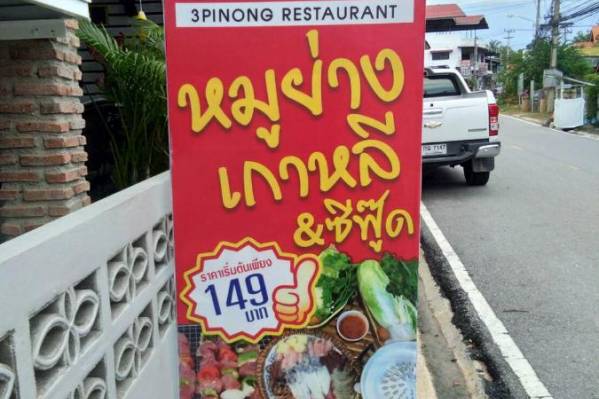 3PINONG RESTAURANT
หมูย่าง
เกาหลี
&ซีฟู๊ด
ราคาเริ่มต้นเพียง
149
บาท